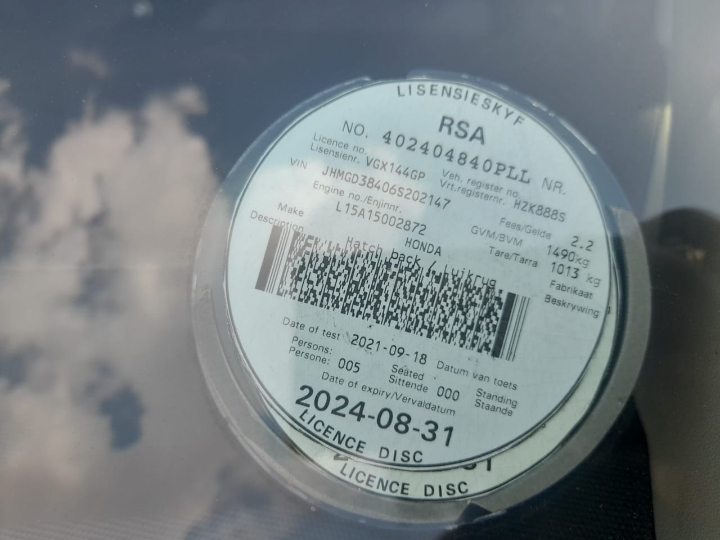 LISENSIESKYF
RSA
NO. 402404840PLL NR.
Licence no. VGX144GP Veh. register no. HZK888S
Lisensienr. Vrt.registernr.
VIN JHMGD38406S202147 Fees/Gelde 2.2
Engine no./Enjinnr. GVM/BVM 1490kg
L15A15002872 Tare/Tarra 1013 kg
Make HONDA Fabrikaat
Description Hatch back / Luikrug Beskrywing
Date of test 2021-09-18 Datum van toets
Persons: 005 Seated 000 Standing
Persone: Sittende Staande
Date of expiry/Vervaldatum
2024-08-31
LICENCE DISC
LICENCE DISC